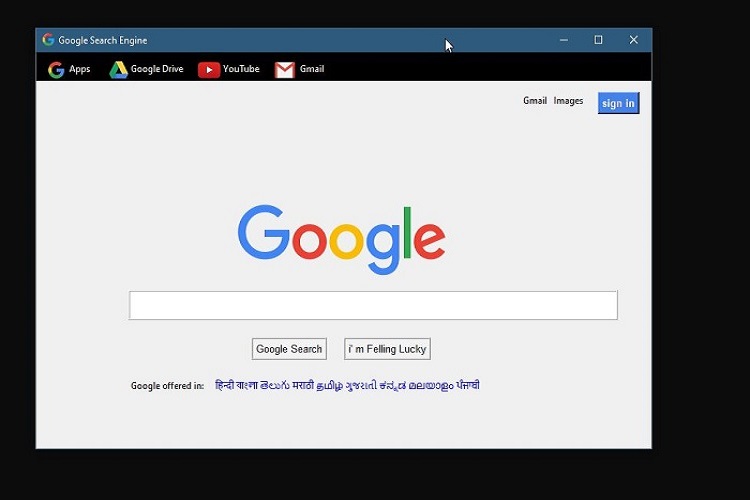 Google Search Engine
Apps Google Drive YouTube Gmail
Gmail Images sign in
Google
Google Search i' m Felling Lucky
Google offered in: हिन्दी বাংলা తెలుగు मराठी தமிழ் ગુજરાતી ಕನ್ನಡ മലയാളം ਪੰਜਾਬੀ